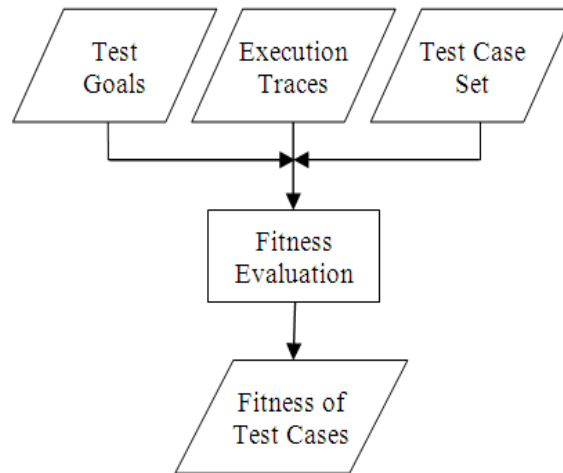 Test
Goals
Execution
Traces
Test Case
Set
Fitness
Evaluation
Fitness of
Test Cases